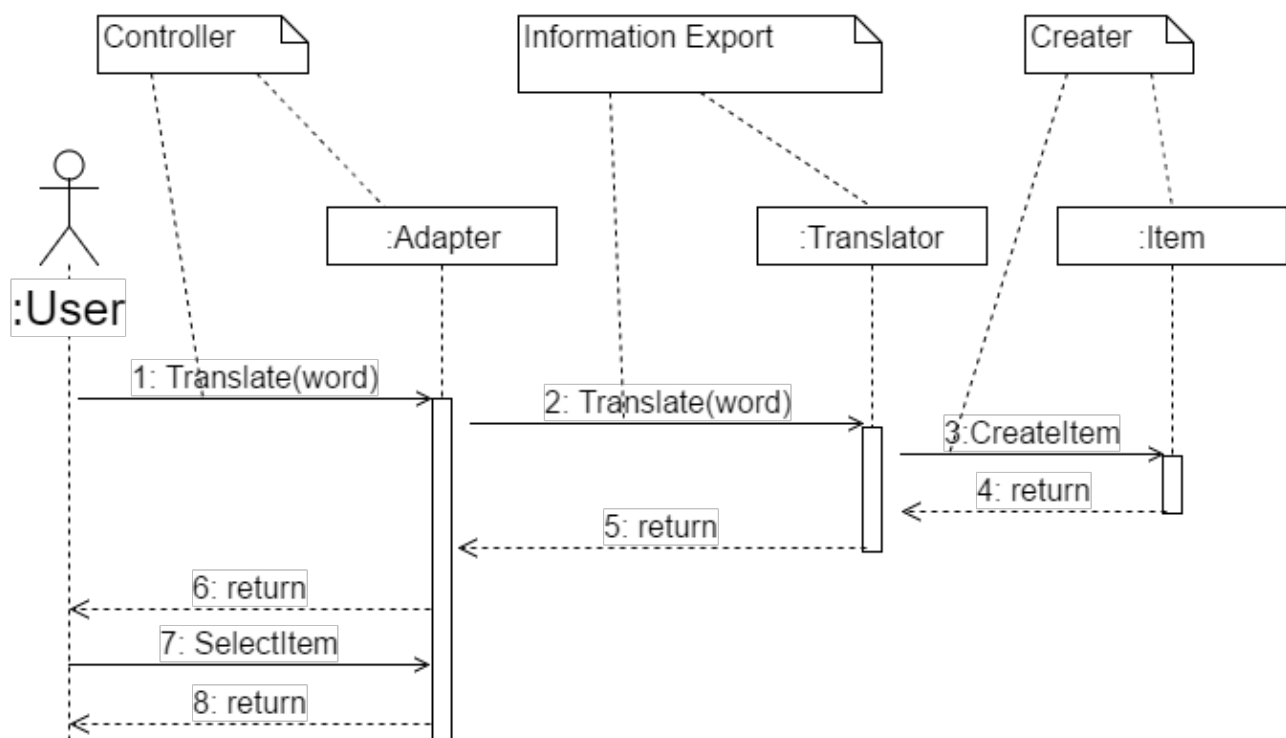 Controller
Information Export
Creater
:Adapter
:Translator
:Item
:User
1: Translate(word)
2: Translate(word)
3:CreateItem
4: return
5: return
6: return
7: SelectItem
8: return